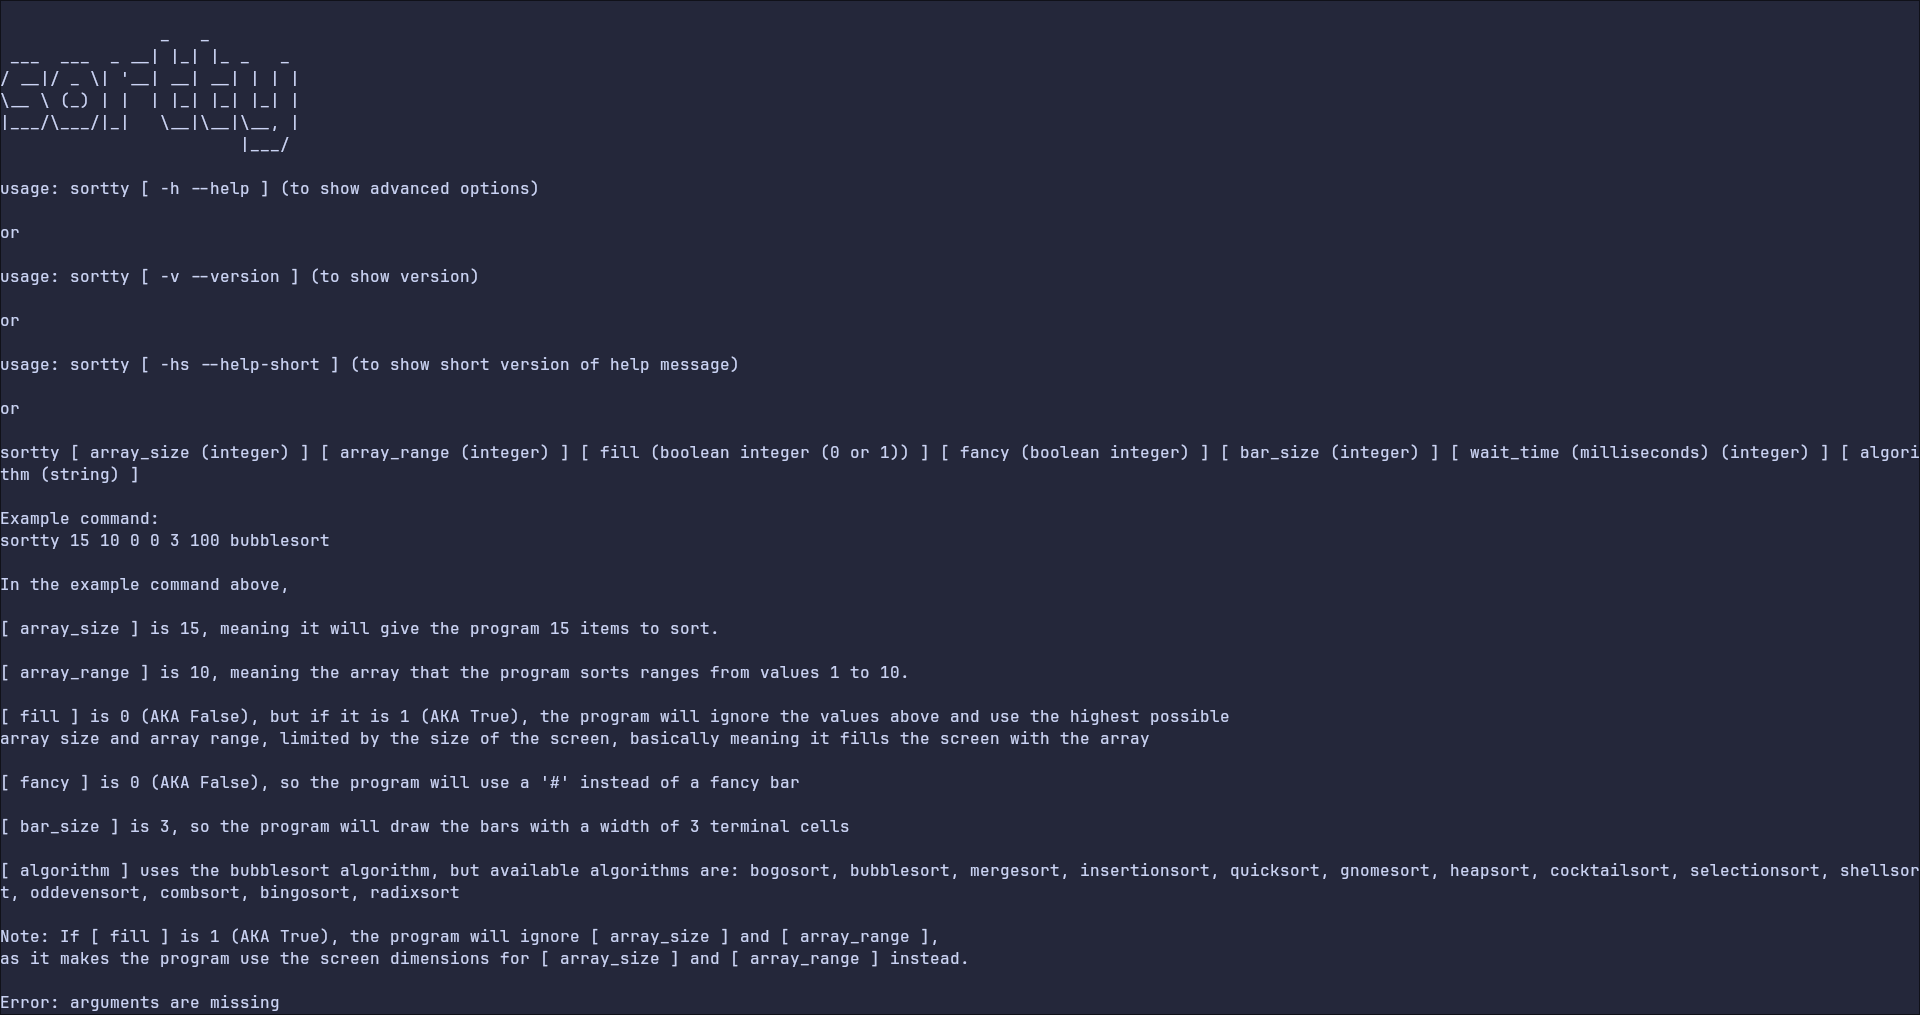 _   _
 ___  ___  _ __| |_| |_ _   _
/ __|/ _ \| '__| __| __| | | |
\__ \ (_) | |  | |_| |_| |_| |
|___/\___/|_|   \__|\__|\__, |
                        |___/
usage: sortty [ -h --help ] (to show advanced options)
or
usage: sortty [ -v --version ] (to show version)
or
usage: sortty [ -hs --help-short ] (to show short version of help message)
or
sortty [ array_size (integer) ] [ array_range (integer) ] [ fill (boolean integer (0 or 1)) ] [ fancy (boolean integer) ] [ bar_size (integer) ] [ wait_time (milliseconds) (integer) ] [ algori
thm (string) ]
Example command:
sortty 15 10 0 0 3 100 bubblesort
In the example command above,
[ array_size ] is 15, meaning it will give the program 15 items to sort.
[ array_range ] is 10, meaning the array that the program sorts ranges from values 1 to 10.
[ fill ] is 0 (AKA False), but if it is 1 (AKA True), the program will ignore the values above and use the highest possible
array size and array range, limited by the size of the screen, basically meaning it fills the screen with the array
[ fancy ] is 0 (AKA False), so the program will use a '#' instead of a fancy bar
[ bar_size ] is 3, so the program will draw the bars with a width of 3 terminal cells
[ algorithm ] uses the bubblesort algorithm, but available algorithms are: bogosort, bubblesort, mergesort, insertionsort, quicksort, gnomesort, heapsort, cocktailsort, selectionsort, shellsor
t, oddevensort, combsort, bingosort, radixsort
Note: If [ fill ] is 1 (AKA True), the program will ignore [ array_size ] and [ array_range ],
as it makes the program use the screen dimensions for [ array_size ] and [ array_range ] instead.
Error: arguments are missing